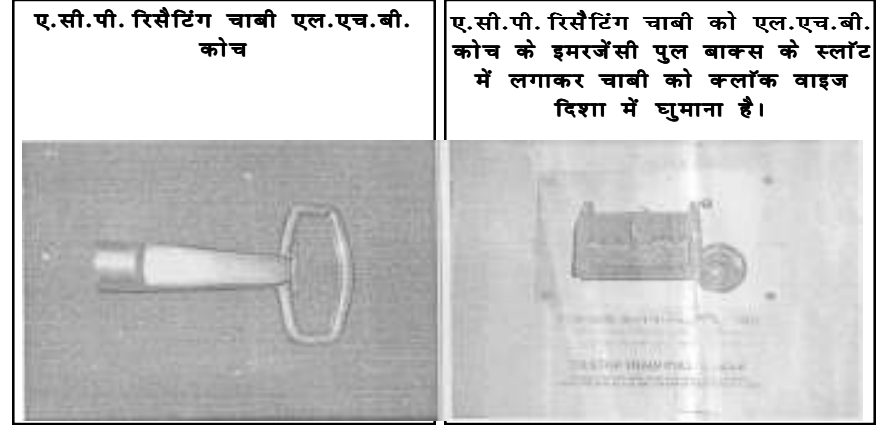 ए.सी.पी. रिसैटिंग चाबी एल.एच.बी.
कोच
ए.सी.पी. रिसैटिंग चाबी को एल.एच.बी.
कोच के इमरजेंसी पुल बाक्स के स्लॉट
में लगाकर चाबी को क्लॉक वाइज
दिशा में घुमाना है।